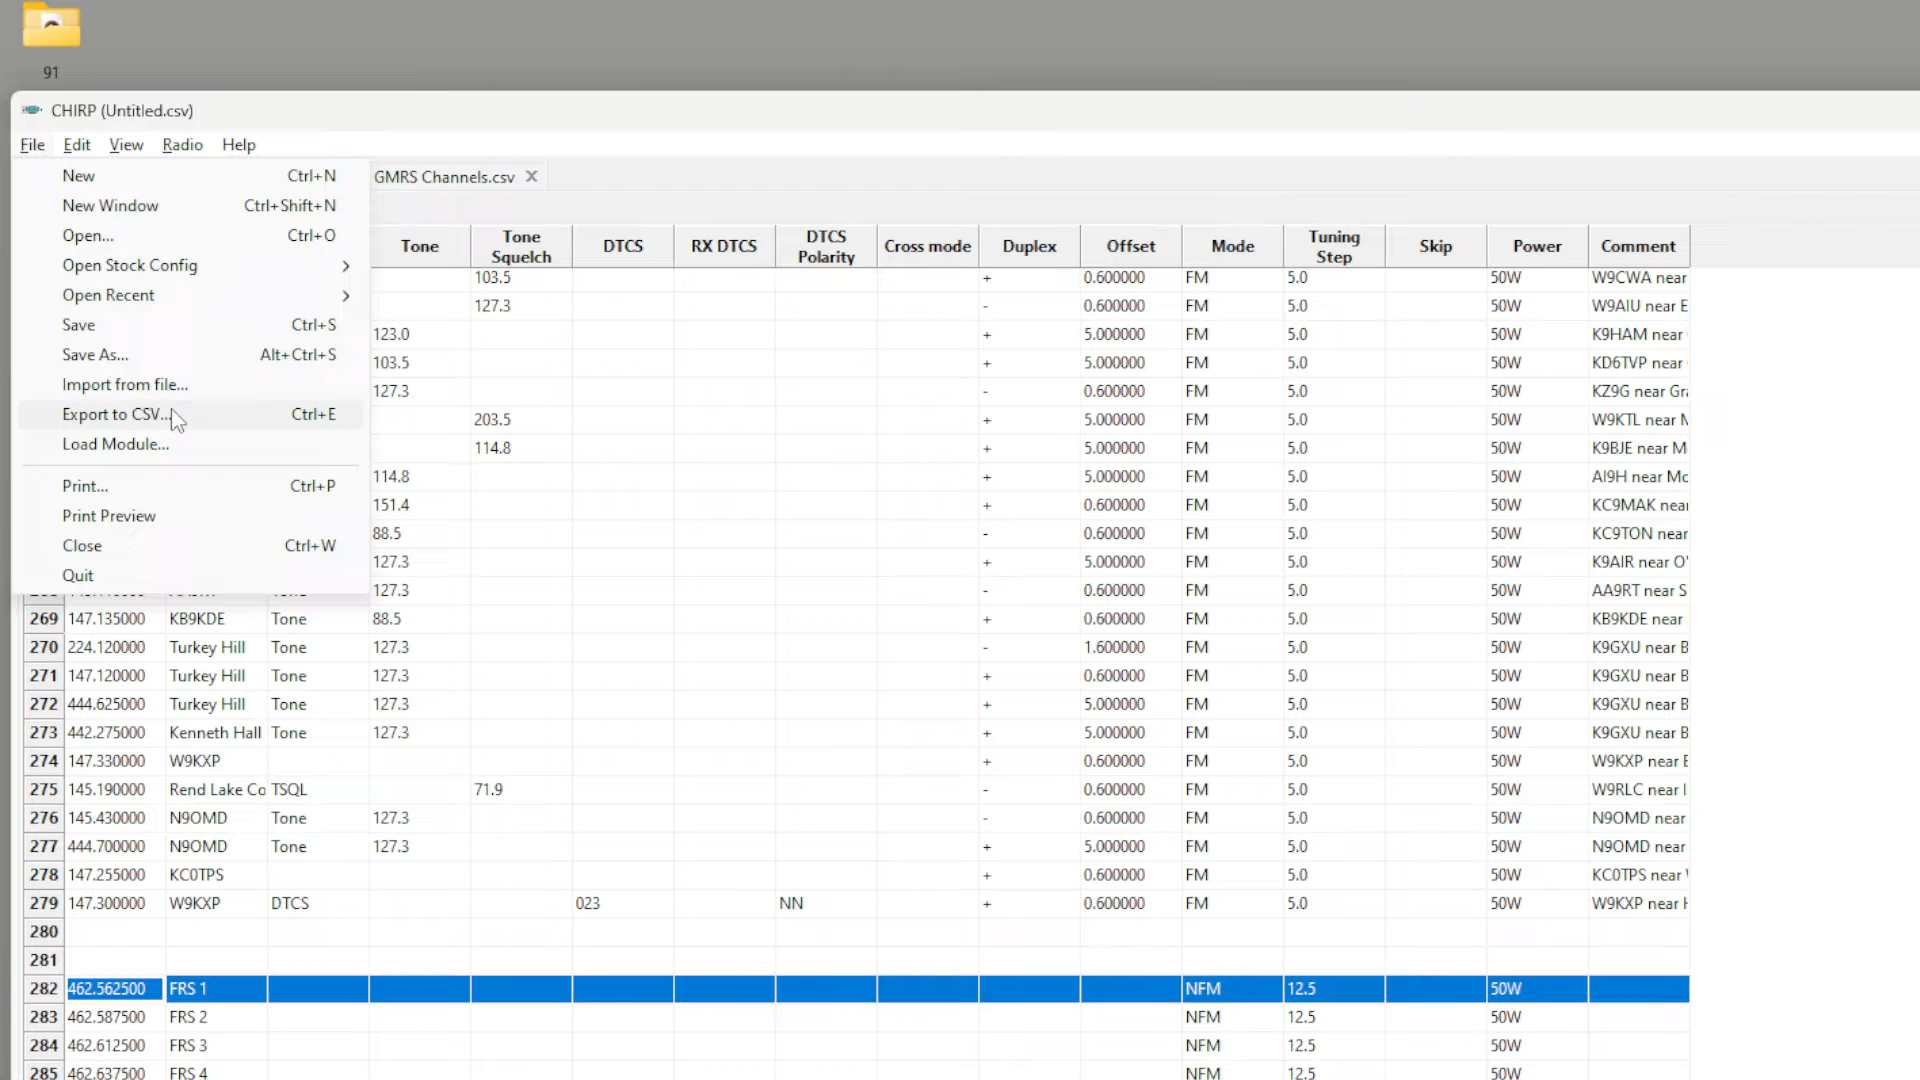 91
CHIRP (Untitled.csv)
File Edit View Radio Help
New Ctrl+N
New Window Ctrl+Shift+N
Open... Ctrl+O
Open Stock Config
Open Recent
Save Ctrl+S
Save As... Alt+Ctrl+S
Import from file...
Export to CSV... Ctrl+E
Load Module...
Print... Ctrl+P
Print Preview
Close Ctrl+W
Quit
GMRS Channels.csv
Tone Tone Squelch DTCS RX DTCS DTCS Polarity Cross mode Duplex Offset Mode Tuning Step Skip Power Comment
103.5 + 0.600000 FM 5.0 50W W9CWA near
127.3 - 0.600000 FM 5.0 50W W9AIU near E
123.0 + 5.000000 FM 5.0 50W K9HAM near
103.5 + 5.000000 FM 5.0 50W KD6TVP near
127.3 - 0.600000 FM 5.0 50W KZ9G near Gra
203.5 + 5.000000 FM 5.0 50W W9KTL near
114.8 + 5.000000 FM 5.0 50W K9BJE near M
114.8 + 5.000000 FM 5.0 50W AI9H near Mc
151.4 + 0.600000 FM 5.0 50W KC9MAK near
88.5 - 0.600000 FM 5.0 50W KC9TON near
127.3 + 5.000000 FM 5.0 50W K9AIR near O'
127.3 - 0.600000 FM 5.0 50W AA9RT near S
269 147.135000 KB9KDE Tone 88.5 + 0.600000 FM 5.0 50W KB9KDE near
270 224.120000 Turkey Hill Tone 127.3 - 1.600000 FM 5.0 50W K9GXU near B
271 147.120000 Turkey Hill Tone 127.3 + 0.600000 FM 5.0 50W K9GXU near B
272 444.625000 Turkey Hill Tone 127.3 + 5.000000 FM 5.0 50W K9GXU near B
273 442.275000 Kenneth Hall Tone 127.3 + 5.000000 FM 5.0 50W K9GXU near B
274 147.330000 W9KXP + 0.600000 FM 5.0 50W W9KXP near E
275 145.190000 Rend Lake Co TSQL 71.9 - 0.600000 FM 5.0 50W W9RLC near I
276 145.430000 N9OMD Tone 127.3 - 0.600000 FM 5.0 50W N9OMD near
277 444.700000 N9OMD Tone 127.3 + 5.000000 FM 5.0 50W N9OMD near
278 147.255000 KC0TPS + 0.600000 FM 5.0 50W KC0TPS near
279 147.300000 W9KXP DTCS 023 NN + 0.600000 FM 5.0 50W W9KXP near H
280
281
282 462.562500 FRS 1 NFM 12.5 50W
283 462.587500 FRS 2 NFM 12.5 50W
284 462.612500 FRS 3 NFM 12.5 50W
285 462.637500 FRS 4 NFM 12.5 50W